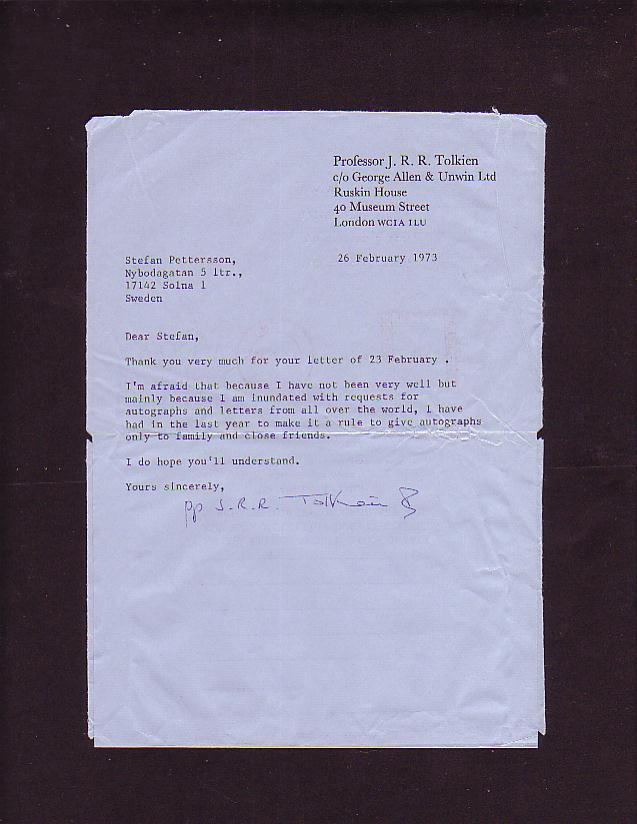 Professor J. R. R. Tolkien
c/o George Allen & Unwin Ltd
Ruskin House
40 Museum Street
London WC1A 1LU
Stefan Pettersson,
Nybodagatan 5 ltr.,
17142 Solna 1
Sweden
26 February 1973
Dear Stefan,
Thank you very much for your letter of 23 February .
I'm afraid that because I have not been very well but
mainly because I am inundated with requests for
autographs and letters from all over the world, I have
had in the last year to make it a rule to give autographs
only to family and close friends.
I do hope you'll understand.
Yours sincerely,
pp J.R.R. Tolkien